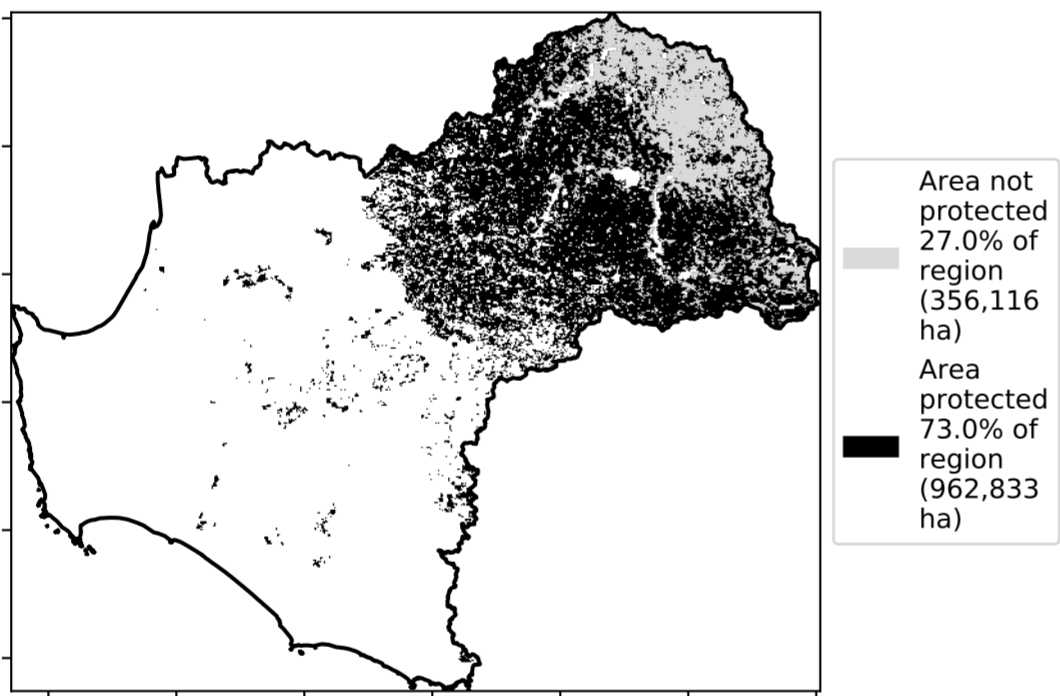 Area not
protected
27.0% of
region
(356,116
ha)
Area
protected
73.0% of
region
(962,833
ha)